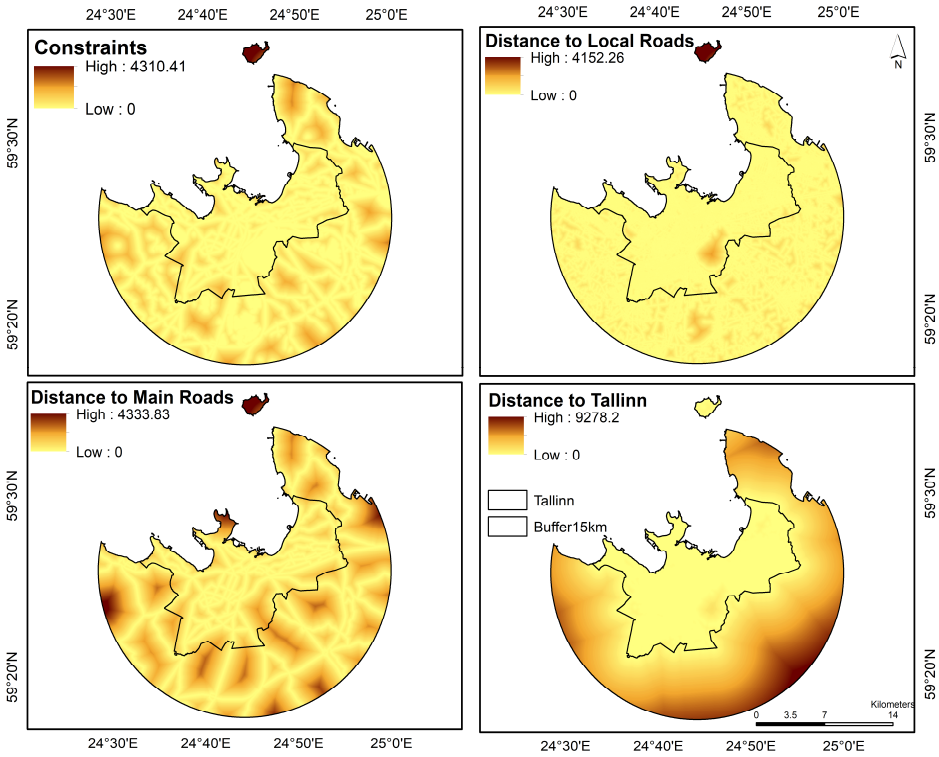 24°30'E 24°40'E 24°50'E 25°0'E
24°30'E 24°40'E 24°50'E 25°0'E
Constraints
High : 4310.41
Low : 0
Distance to Local Roads
High : 4152.26
Low : 0
N
59°30'N
59°20'N
59°30'N
59°20'N
Distance to Main Roads
High : 4333.83
Low : 0
Distance to Tallinn
High : 9278.2
Low : 0
Tallinn
Buffer15km
59°30'N
59°20'N
59°30'N
59°20'N
Kilometers
0 3.5 7 14
24°30'E 24°40'E 24°50'E 25°0'E
24°30'E 24°40'E 24°50'E 25°0'E